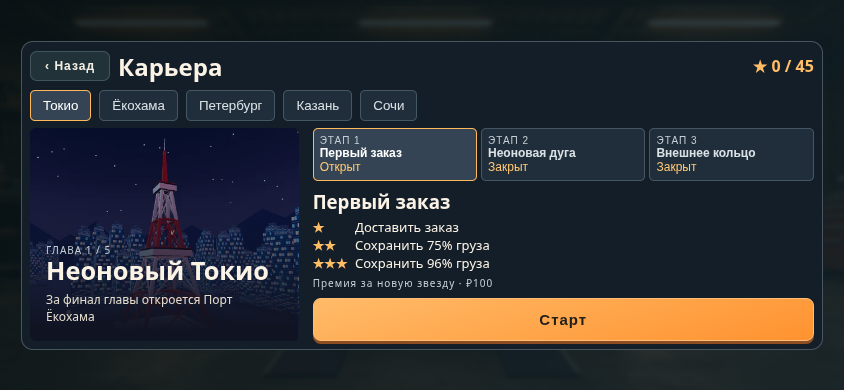 ‹ Назад
Карьера
★ 0 / 45
Токио
Ёкохама
Петербург
Казань
Сочи
ГЛАВА 1 / 5
Неоновый Токио
За финал главы откроется Порт
Ёкохама
ЭТАП 1
Первый заказ
Открыт
ЭТАП 2
Неоновая дуга
Закрыт
ЭТАП 3
Внешнее кольцо
Закрыт
Первый заказ
★ Доставить заказ
★★ Сохранить 75% груза
★★★ Сохранить 96% груза
Премия за новую звезду · ₽100
Старт